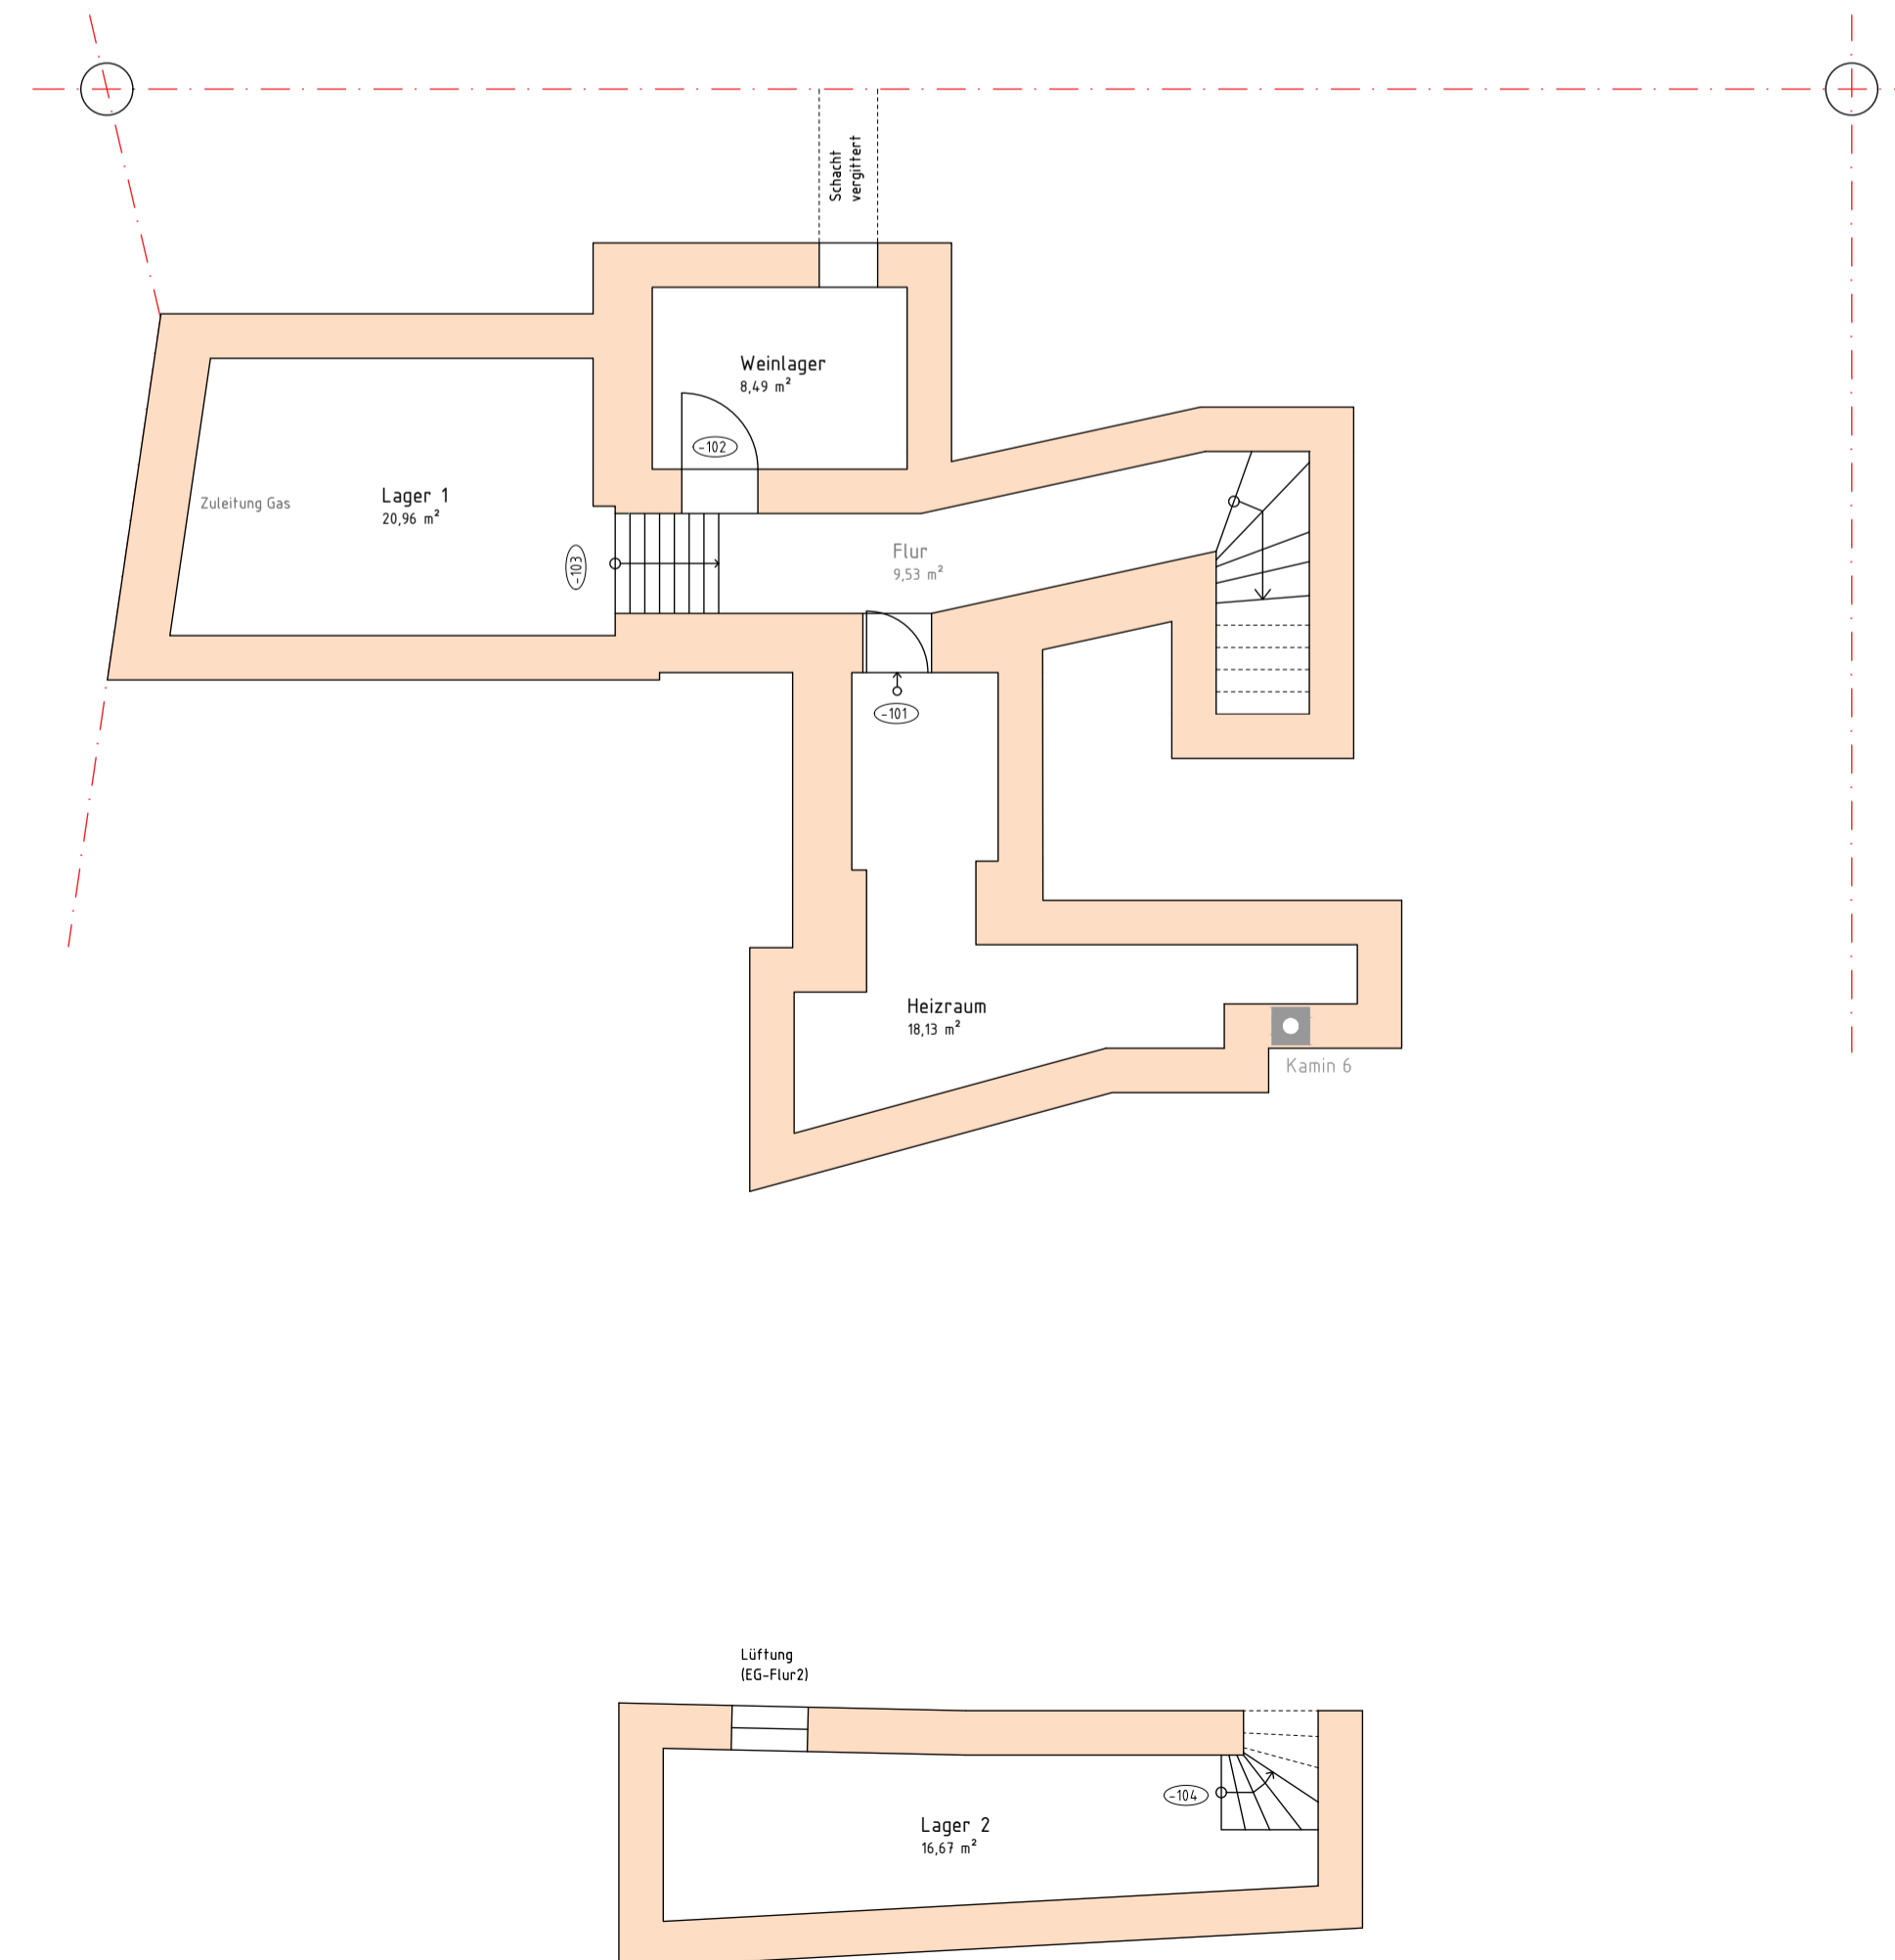 Schacht
vergittert
Weinlager
8,49 m²
-102
Lager 1
20,96 m²
Zuleitung Gas
-103
Flur
9,53 m²
-101
Heizraum
18,13 m²
Kamin 6
Lüftung
(EG-Flur2)
-104
Lager 2
16,67 m²